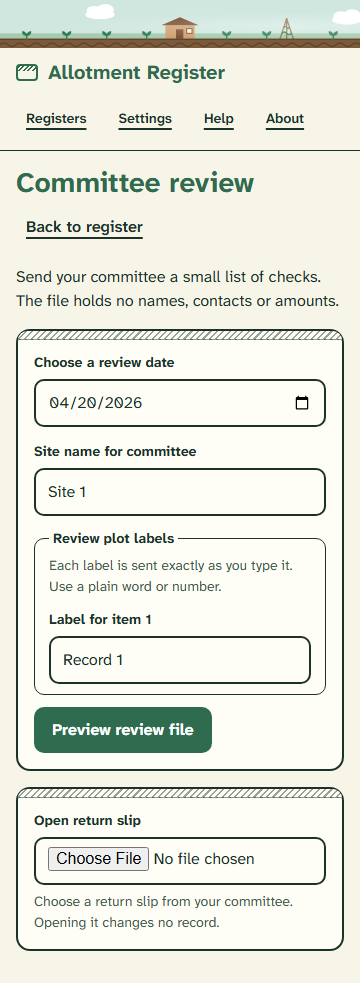 Allotment Register
Registers Settings Help About
Committee review
Back to register
Send your committee a small list of checks.
The file holds no names, contacts or amounts.
Choose a review date
04/20/2026
Site name for committee
Site 1
Review plot labels
Each label is sent exactly as you type it.
Use a plain word or number.
Label for item 1
Record 1
Preview review file
Open return slip
Choose File No file chosen
Choose a return slip from your committee.
Opening it changes no record.